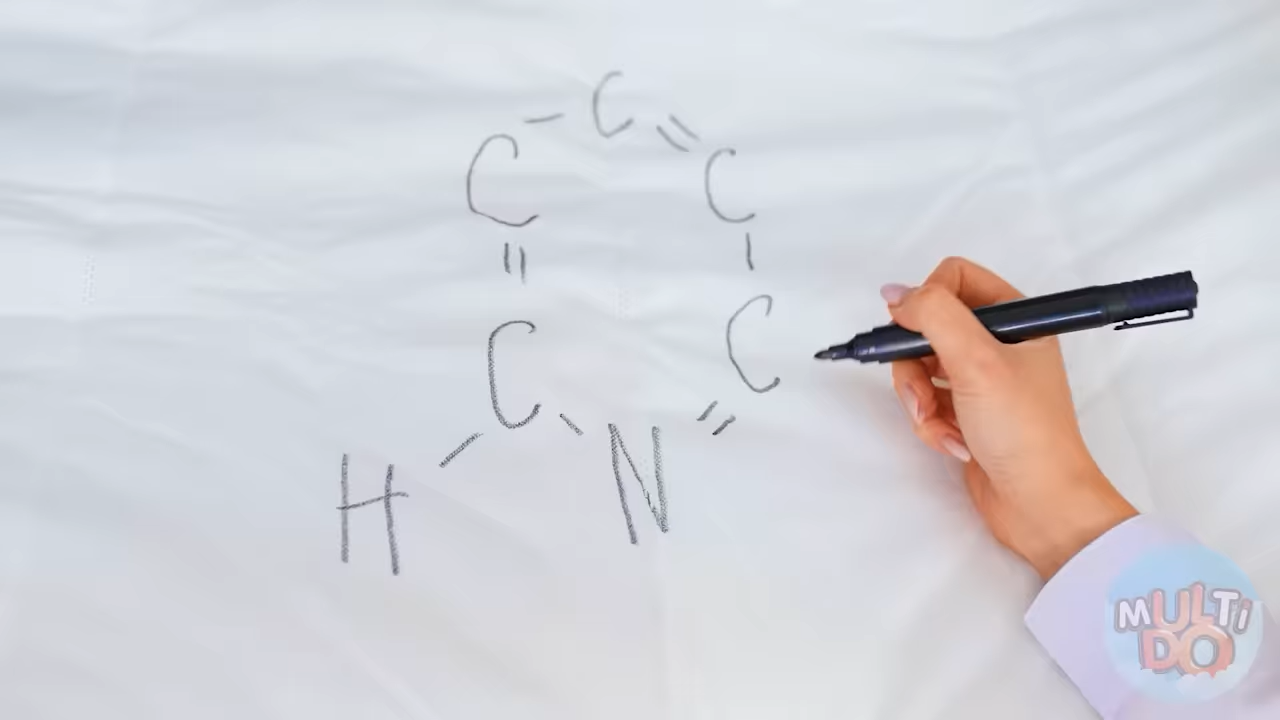 C - C = C
C = C
C - N = C
H
MULTI
DO